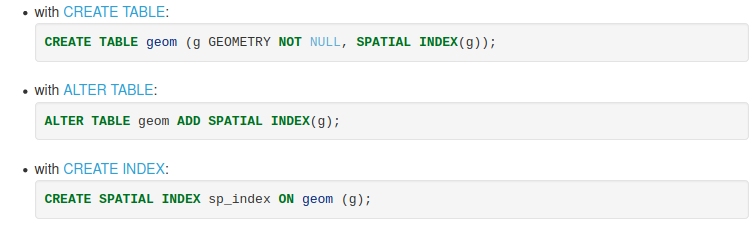 • with CREATE TABLE:
CREATE TABLE geom (g GEOMETRY NOT NULL, SPATIAL INDEX(g));
• with ALTER TABLE:
ALTER TABLE geom ADD SPATIAL INDEX(g);
• with CREATE INDEX:
CREATE SPATIAL INDEX sp_index ON geom (g);